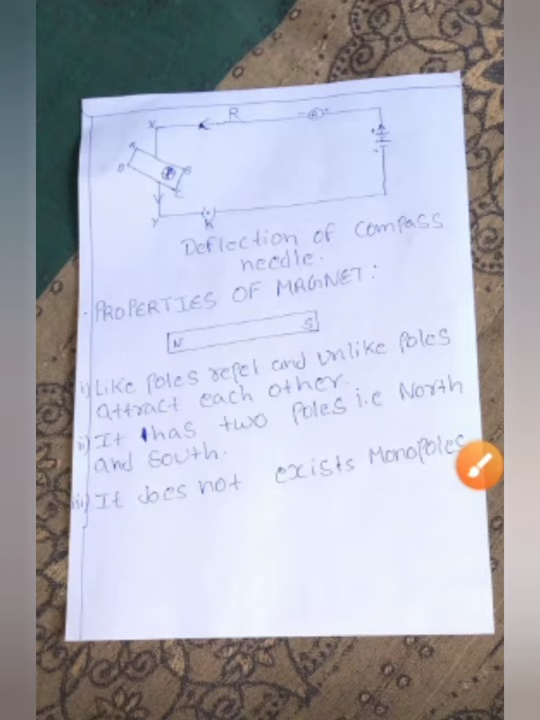 X R - A +
A
D B
C
Y K
Deflection of compass
needle.
. PROPERTIES OF MAGNET:
N S
i) Like Poles repel and unlike Poles
attract each other.
ii) It has two Poles i.e North
and South.
iii) It does not exists Monopoles